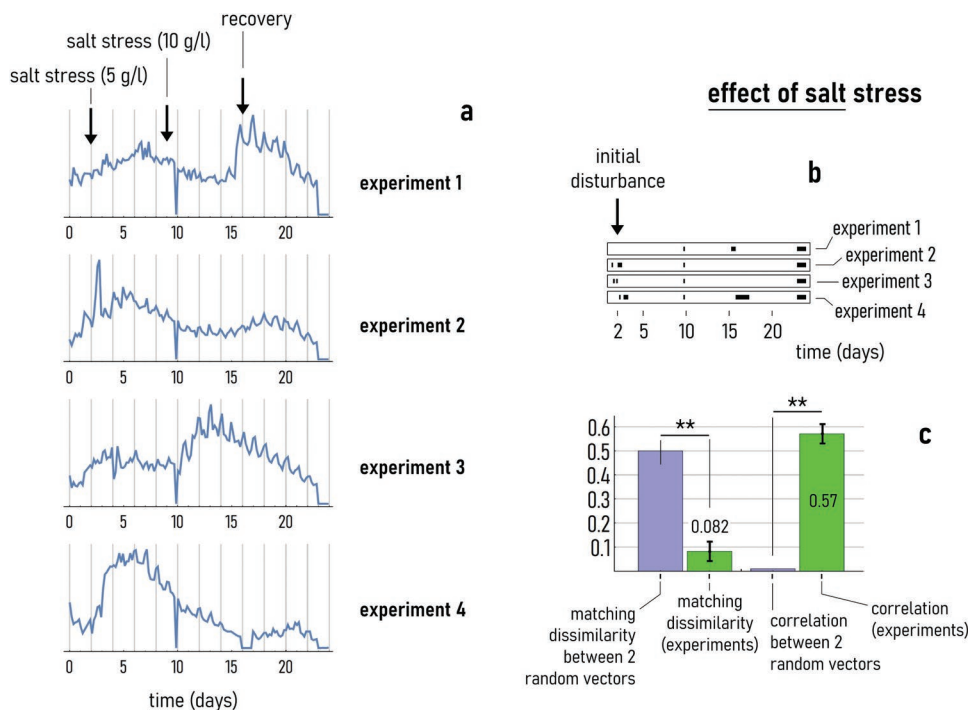 recovery
salt stress (10 g/l)
salt stress (5 g/l)
a
experiment 1
0 5 10 15 20
experiment 2
0 5 10 15 20
experiment 3
0 5 10 15 20
experiment 4
0 5 10 15 20
time (days)
effect of salt stress
b
initial
disturbance
experiment 1
experiment 2
experiment 3
experiment 4
2 5 10 15 20
time (days)
c
** **
0.6
0.5
0.4
0.3
0.2
0.1
0.082
0.57
matching
dissimilarity
between 2
random vectors
matching
dissimilarity
(experiments)
correlation
between 2
random vectors
correlation
(experiments)